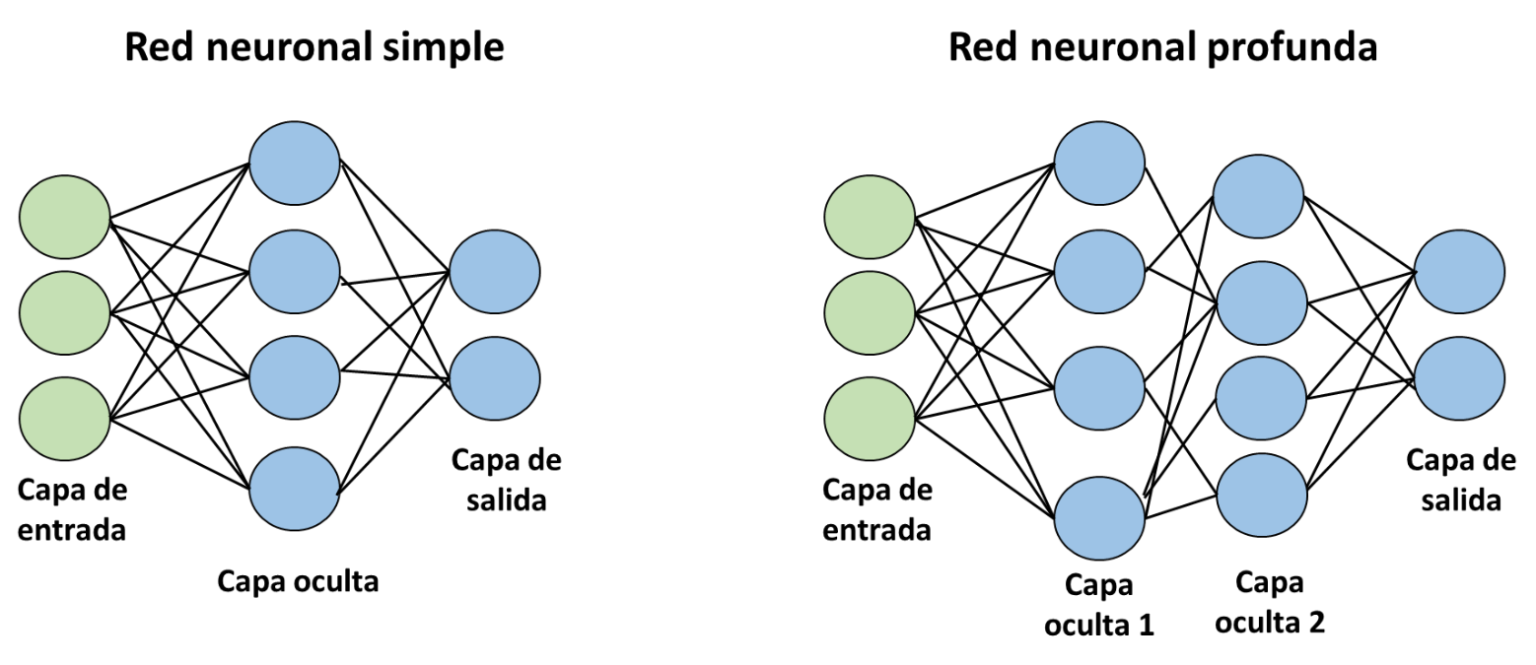 Red neuronal simple
Capa de
entrada
Capa oculta
Capa de
salida
Red neuronal profunda
Capa de
entrada
Capa
oculta 1
Capa
oculta 2
Capa de
salida